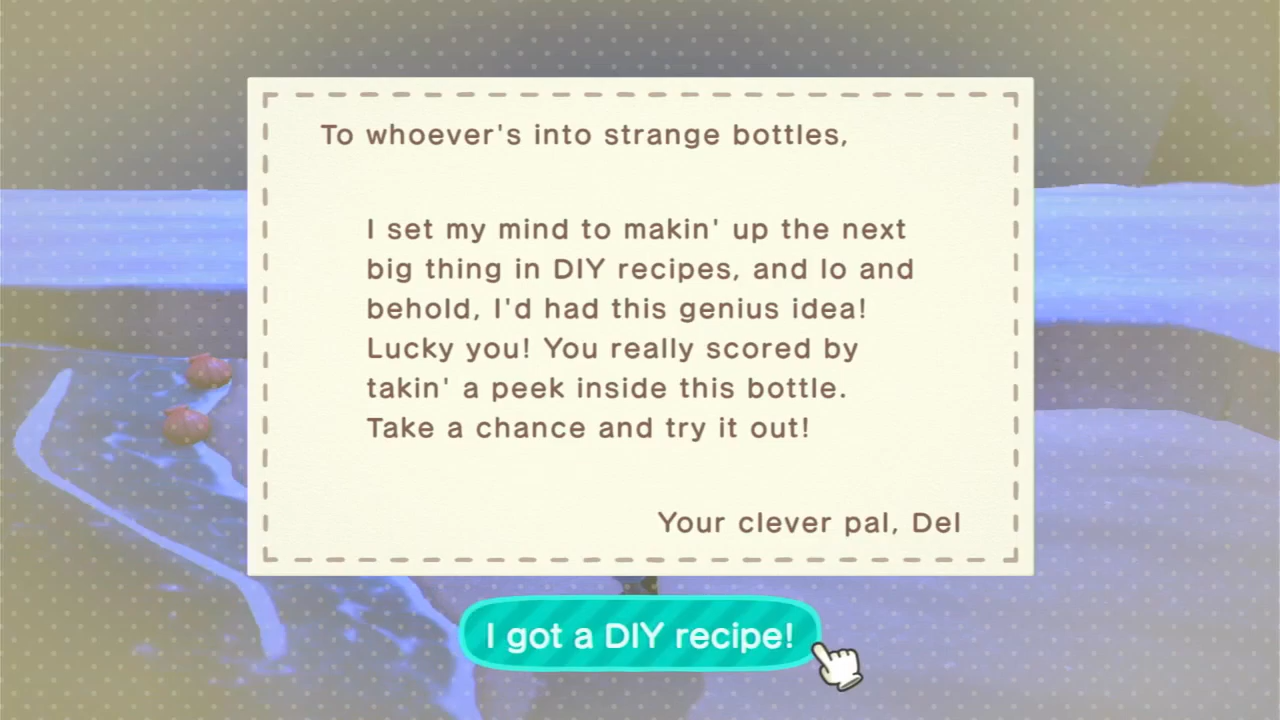 To whoever's into strange bottles,
I set my mind to makin' up the next
big thing in DIY recipes, and lo and
behold, I'd had this genius idea!
Lucky you! You really scored by
takin' a peek inside this bottle.
Take a chance and try it out!
Your clever pal, Del
I got a DIY recipe!